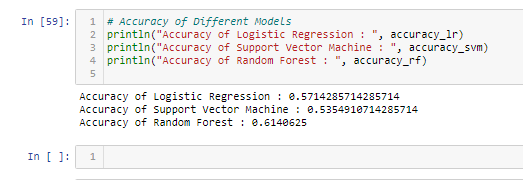 In [59]:
1 # Accuracy of Different Models
2 println("Accuracy of Logistic Regression : ", accuracy_lr)
3 println("Accuracy of Support Vector Machine : ", accuracy_svm)
4 println("Accuracy of Random Forest : ", accuracy_rf)
5
Accuracy of Logistic Regression : 0.5714285714285714
Accuracy of Support Vector Machine : 0.5354910714285714
Accuracy of Random Forest : 0.6140625
In [ ]: 1